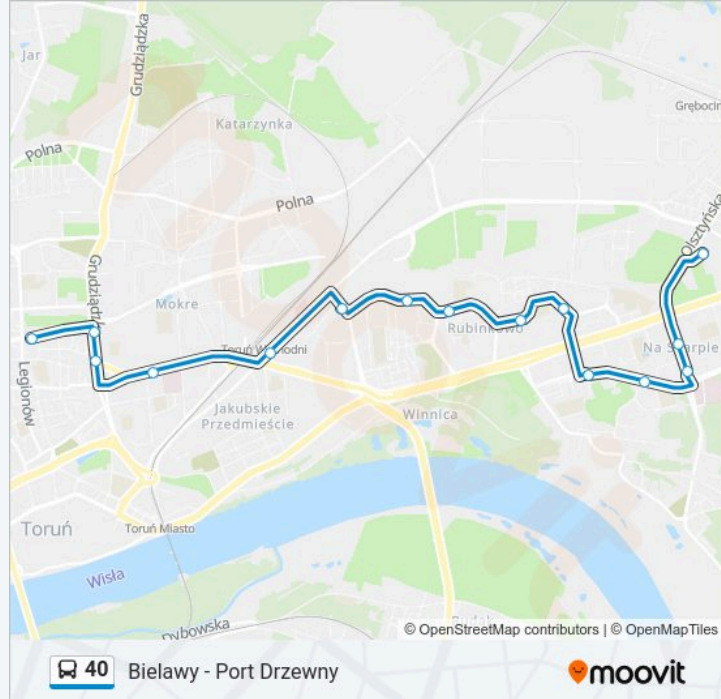 Jar
Grudziądzka
Katarzynka
Grębocin
Polna
Polna
Olsztyńska
Grudziądz
Mokre
Rubinkowo
Toruń Wschodni
Na Skarpie
Legionów
Jakubskie
Przedmieście
Winnica
Toruń
Toruń Miasto
Wisła
Dybowska
© OpenStreetMap contributors | © OpenMapTiles
40 Bielawy - Port Drzewny
moovit